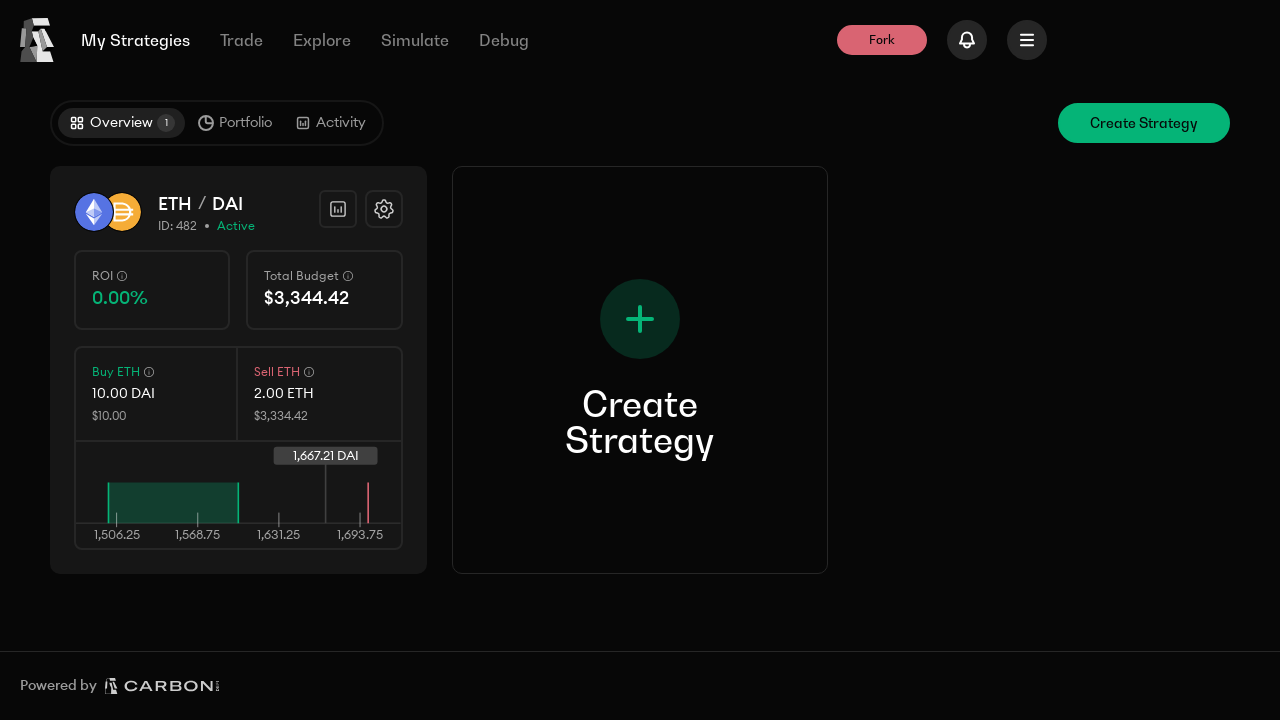 My Strategies Trade Explore Simulate Debug Fork
Overview 1 Portfolio Activity Create Strategy
ETH / DAI
ID: 482 • Active
ROI
0.00%
Total Budget
$3,344.42
Buy ETH
10.00 DAI
$10.00
Sell ETH
2.00 ETH
$3,334.42
1,667.21 DAI
1,506.25 1,568.75 1,631.25 1,693.75
Create
Strategy
Powered by CARBON